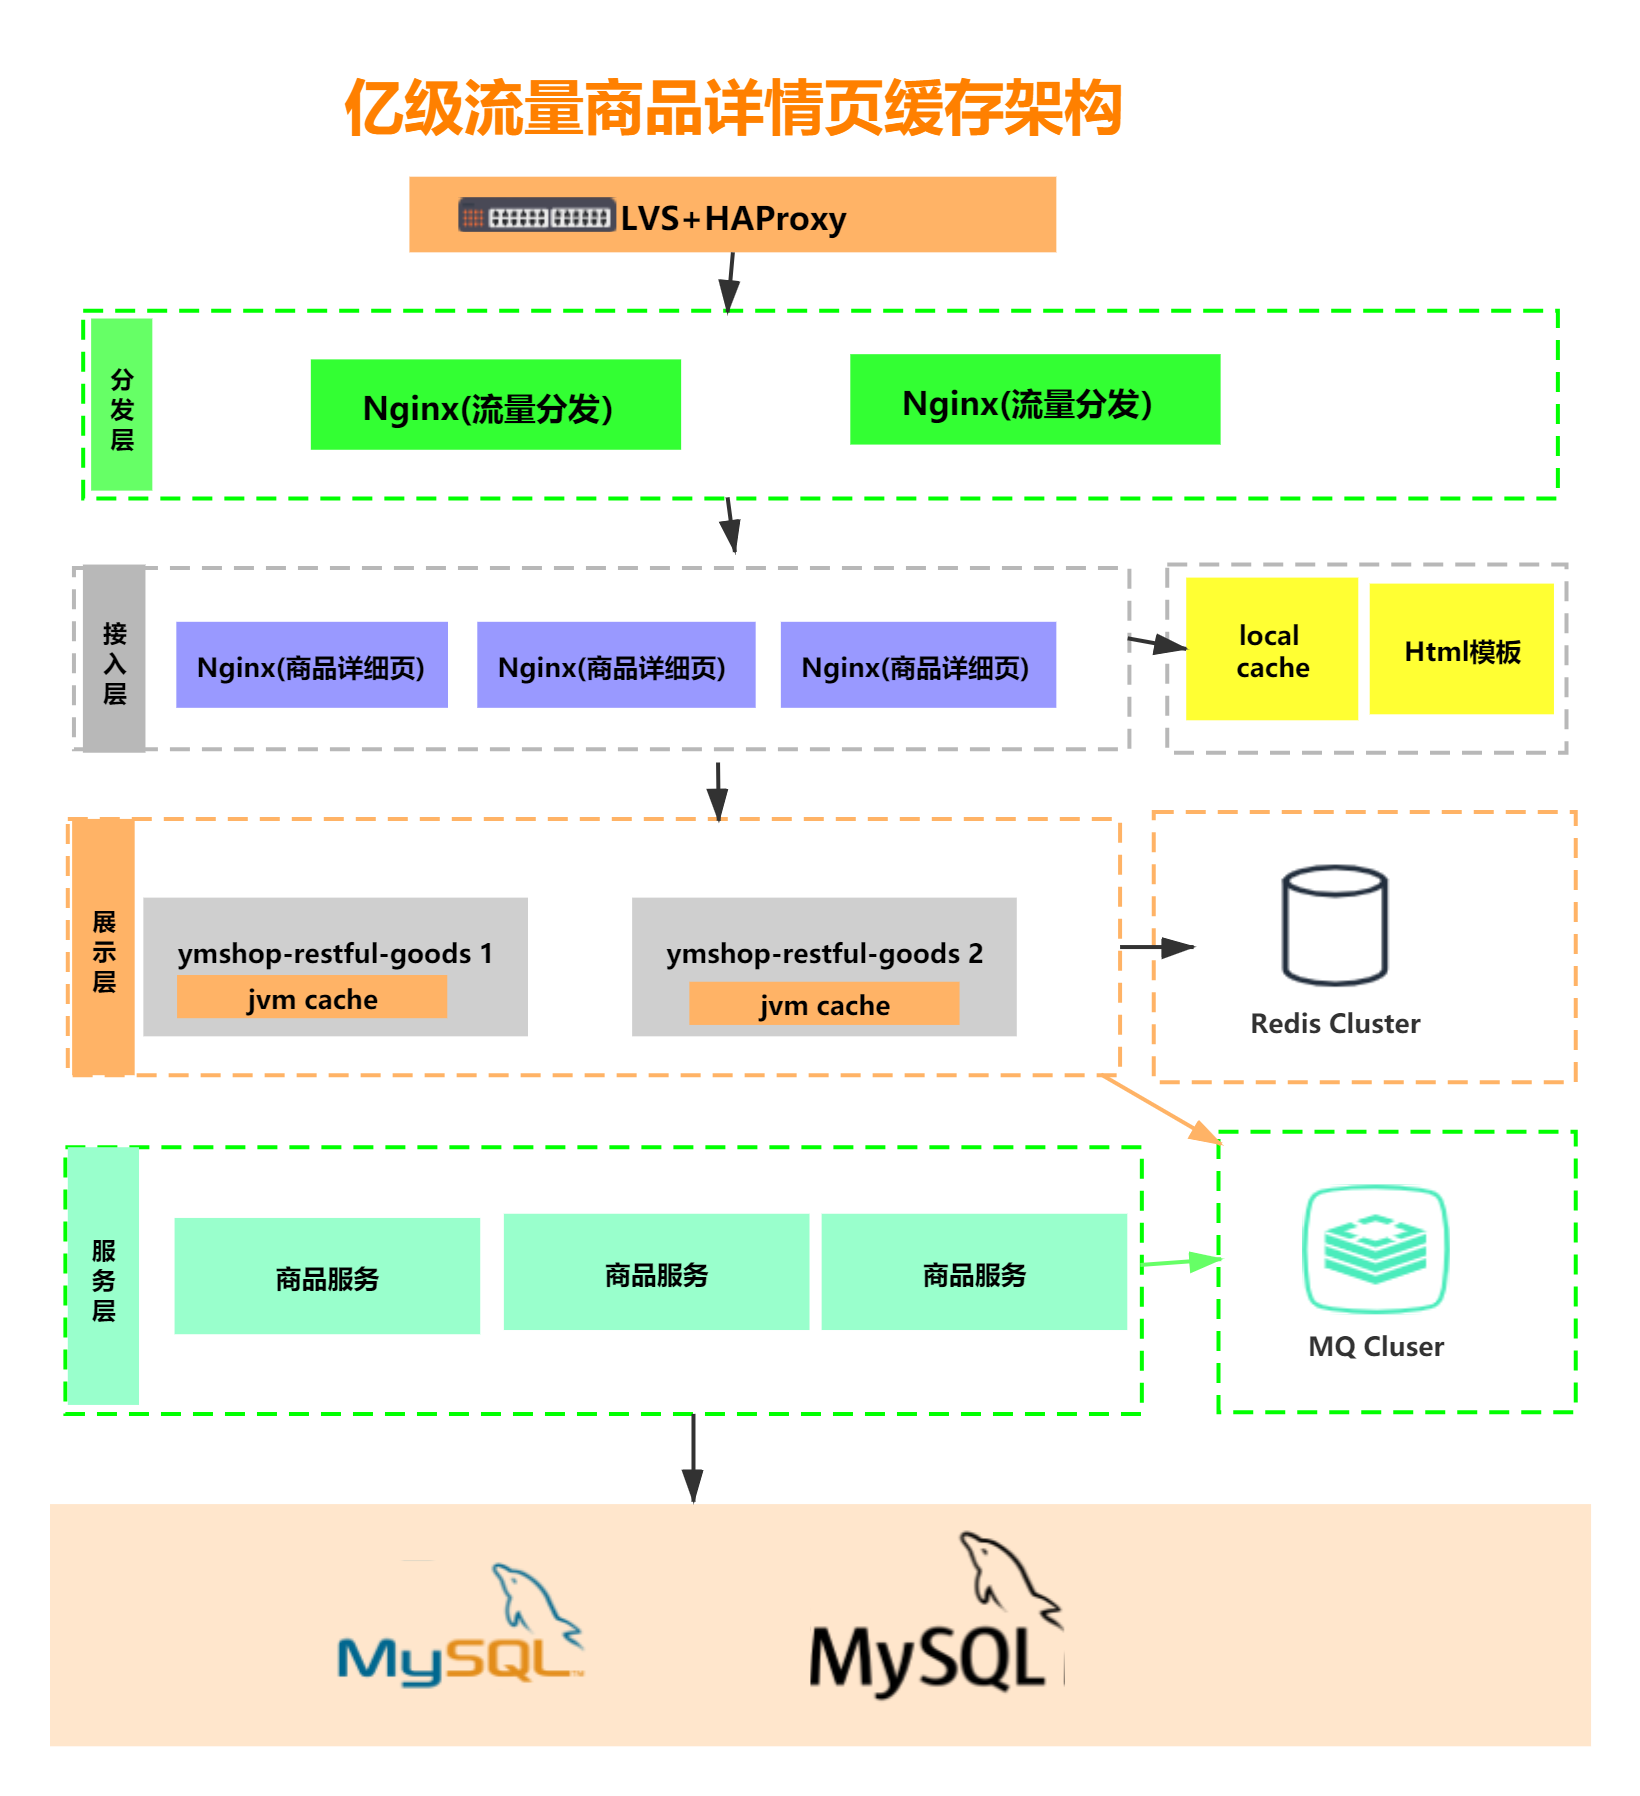 亿级流量商品详情页缓存架构
LVS+HAProxy
分
发
层
Nginx(流量分发)
Nginx(流量分发)
接
入
层
Nginx(商品详细页)
Nginx(商品详细页)
Nginx(商品详细页)
local
cache
Html模板
展
示
层
ymshop-restful-goods 1
jvm cache
ymshop-restful-goods 2
jvm cache
Redis Cluster
服
务
层
商品服务
商品服务
商品服务
MQ Cluser
MySQL™
MySQL